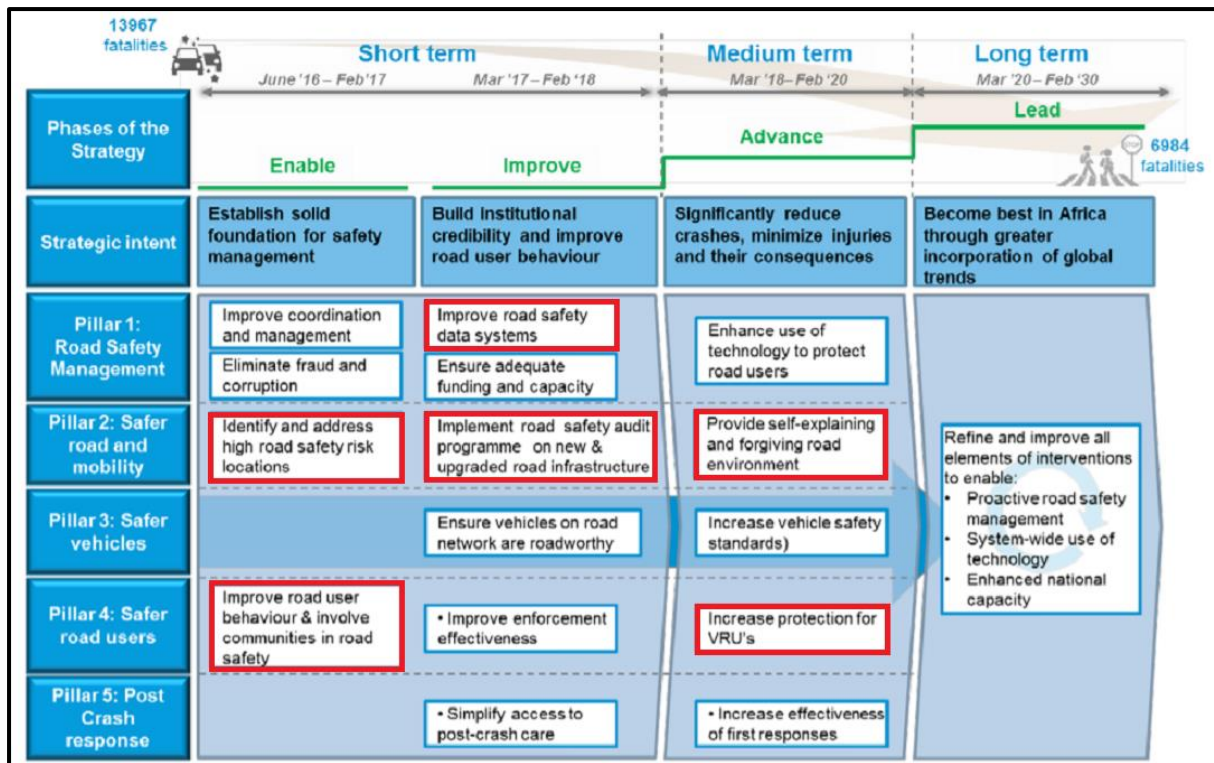 13967
fatalities
Short term
Medium term
Long term
June '16 – Feb'17
Mar '17 – Feb '18
Mar '18– Feb '20
Mar '20– Feb '30
Phases of the
Strategy
Enable
Improve
Advance
Lead
STOP
6984
fatalities
Strategic intent
Establish solid
foundation for safety
management
Build Institutional
credibility and improve
road user behaviour
Significantly reduce
crashes, minimize injuries
and their consequences
Become best in Africa
through greater
incorporation of global
trends
Pillar 1:
Road Safety
Management
Improve coordination
and management
Eliminate fraud and
corruption
Improve road safety
data systems
Ensure adequate
funding and capacity
Enhance use of
technology to protect
road users
Pillar 2: Safer
road and
mobility
Identify and address
high road safety risk
locations
Implement road safety audit
programme on new &
upgraded road infrastructure
Provide self-explaining
and forgiving road
environment
Pillar 3: Safer
vehicles
Ensure vehicles on road
network are roadworthy
Increase vehicle safety
standards)
Pillar 4: Safer
road users
Improve road user
behaviour & involve
communities in road
safety
• Improve enforcement
effectiveness
Increase protection for
VRU's
Pillar 5: Post
Crash
response
• Simplify access to
post-crash care
• Increase effectiveness
of first responses
Refine and improve all
elements of interventions
to enable:
• Proactive road safety
management
• System-wide use of
technology
• Enhanced national
capacity